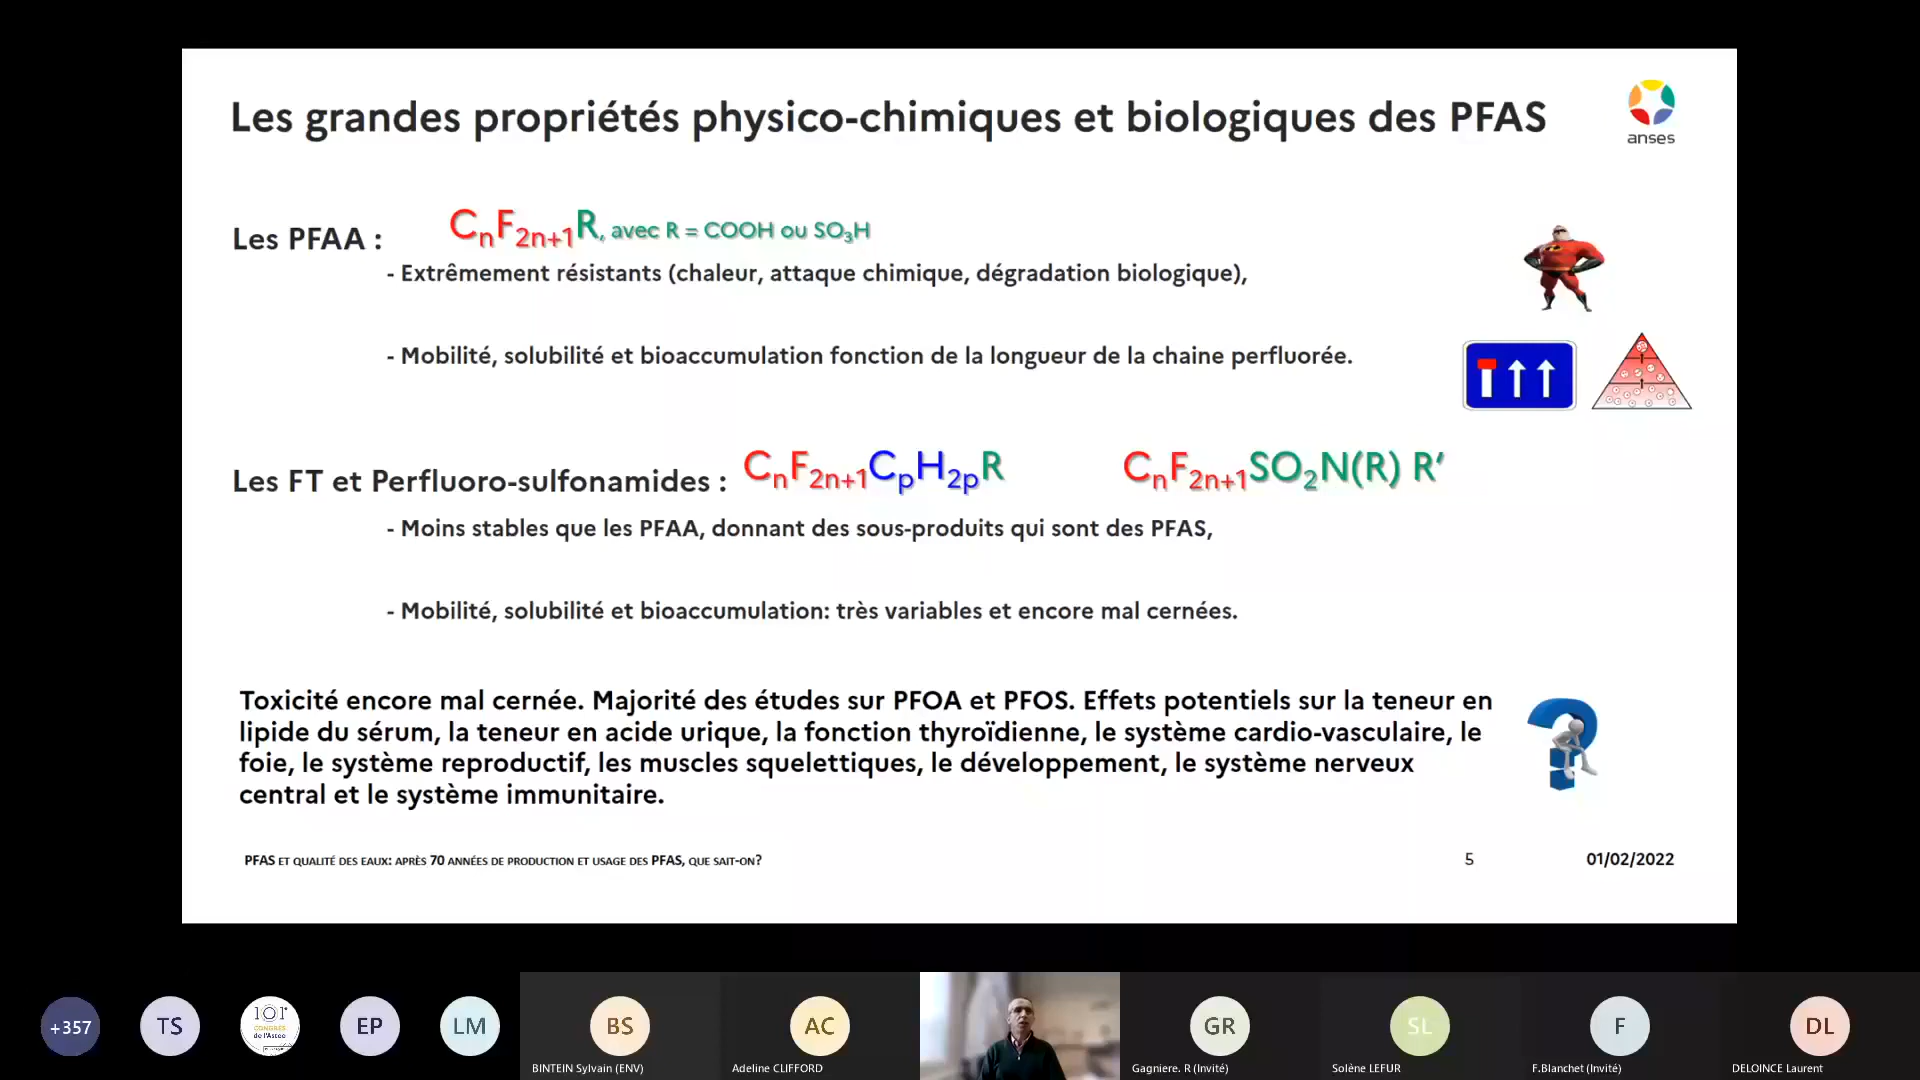 Les grandes propriétés physico-chimiques et biologiques des PFAS
anses
Les PFAA :
CnF2n+1R, avec R = COOH ou SO3H
- Extrêmement résistants (chaleur, attaque chimique, dégradation biologique),
- Mobilité, solubilité et bioaccumulation fonction de la longueur de la chaine perfluorée.
Les FT et Perfluoro-sulfonamides :
CnF2n+1CpH2pR
CnF2n+1SO2N(R) R’
- Moins stables que les PFAA, donnant des sous-produits qui sont des PFAS,
- Mobilité, solubilité et bioaccumulation: très variables et encore mal cernées.
Toxicité encore mal cernée. Majorité des études sur PFOA et PFOS. Effets potentiels sur la teneur en
lipide du sérum, la teneur en acide urique, la fonction thyroïdienne, le système cardio-vasculaire, le
foie, le système reproductif, les muscles squelettiques, le développement, le système nerveux
central et le système immunitaire.
PFAS ET QUALITÉ DES EAUX: APRÈS 70 ANNÉES DE PRODUCTION ET USAGE DES PFAS, QUE SAIT-ON?
5
01/02/2022
+357
TS
101e
CONGRÈS
de l'Astee
EP
LM
BS
BINTEIN Sylvain (ENV)
AC
Adeline CLIFFORD
GR
Gagniere. R (Invité)
SL
Solène LEFUR
F
F.Blanchet (Invité)
DL
DELOINCE Laurent